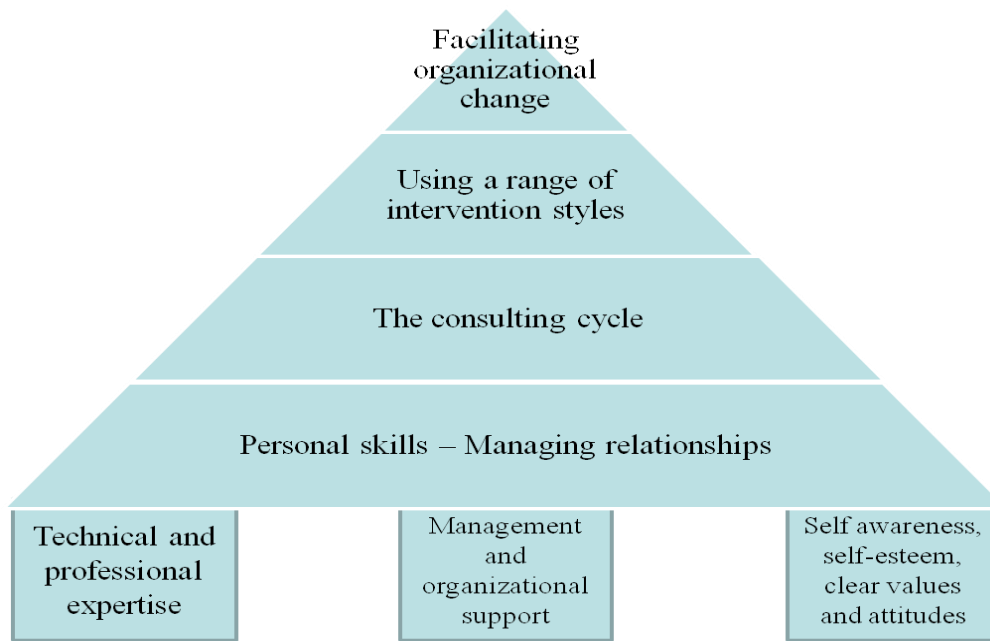 Facilitating
organizational
change
Using a range of
intervention styles
The consulting cycle
Personal skills – Managing relationships
Technical and
professional
expertise
Management
and
organizational
support
Self awareness,
self-esteem,
clear values
and attitudes